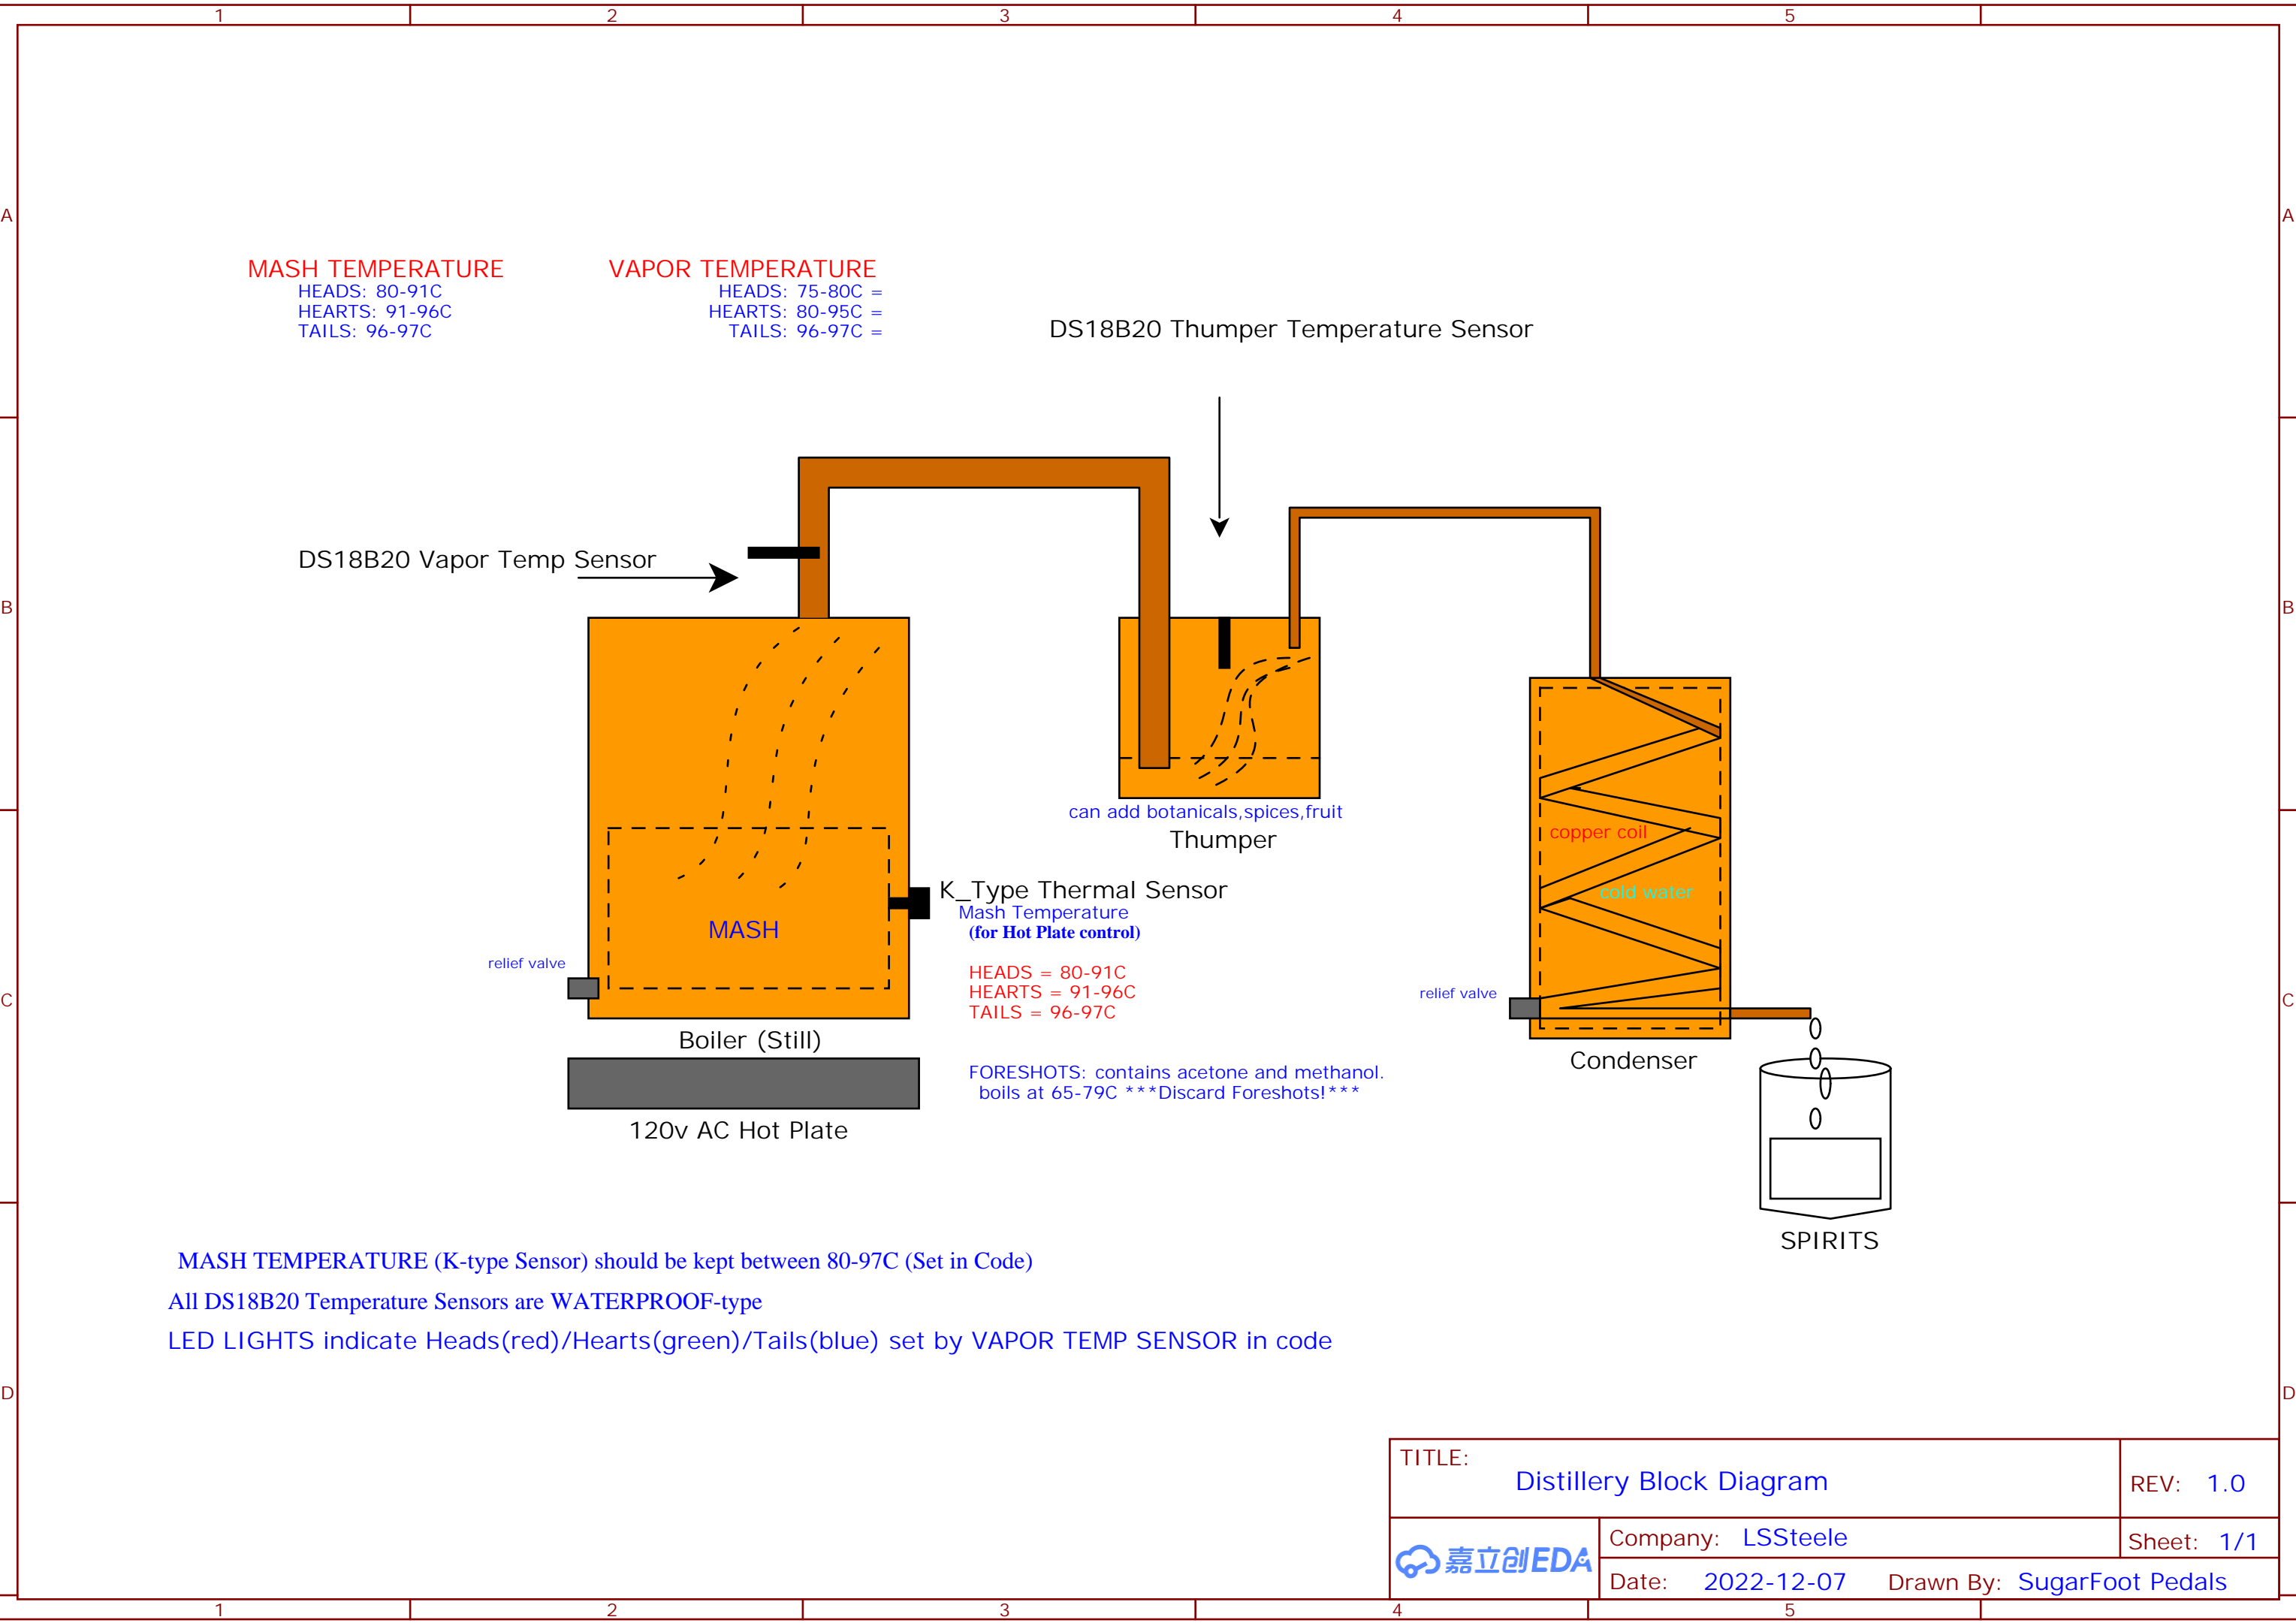 1 2 3 4 5
A A
MASH TEMPERATURE
HEADS: 80-91C
HEARTS: 91-96C
TAILS: 96-97C
VAPOR TEMPERATURE
HEADS: 75-80C =
HEARTS: 80-95C =
TAILS: 96-97C =
DS18B20 Thumper Temperature Sensor
DS18B20 Vapor Temp Sensor
B B
can add botanicals,spices,fruit
Thumper
copper coil
cold water
K_Type Thermal Sensor
Mash Temperature
(for Hot Plate control)
MASH
relief valve
HEADS = 80-91C
HEARTS = 91-96C
TAILS = 96-97C
relief valve
C C
Boiler (Still)
Condenser
FORESHOTS: contains acetone and methanol.
boils at 65-79C ***Discard Foreshots!***
120v AC Hot Plate
SPIRITS
MASH TEMPERATURE (K-type Sensor) should be kept between 80-97C (Set in Code)
All DS18B20 Temperature Sensors are WATERPROOF-type
LED LIGHTS indicate Heads(red)/Hearts(green)/Tails(blue) set by VAPOR TEMP SENSOR in code
D D
TITLE:
Distillery Block Diagram
REV: 1.0
嘉立创EDA
Company: LSSteele
Sheet: 1/1
Date: 2022-12-07 Drawn By: SugarFoot Pedals
1 2 3 4 5